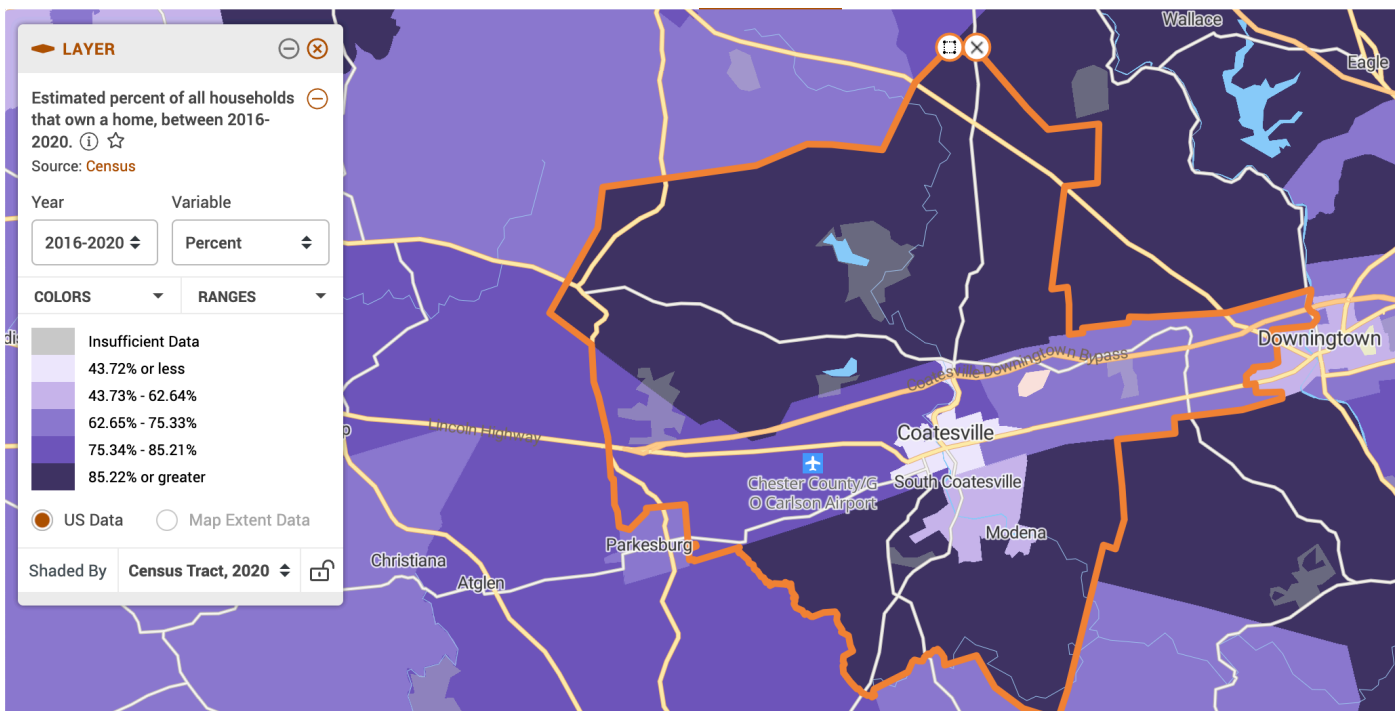 LAYER
Estimated percent of all households
that own a home, between 2016-
2020.
Source: Census
Year
Variable
2016-2020
Percent
COLORS
RANGES
Insufficient Data
43.72% or less
43.73% - 62.64%
62.65% - 75.33%
75.34% - 85.21%
85.22% or greater
US Data
Map Extent Data
Shaded By
Census Tract, 2020
Wallace
Eagle
Downingtown
Coatesville Downingtown Bypass
Lincoln Highway
Coatesville
South Coatesville
Chester County/G
O Carlson Airport
Modena
Parkesburg
Christiana
Atglen